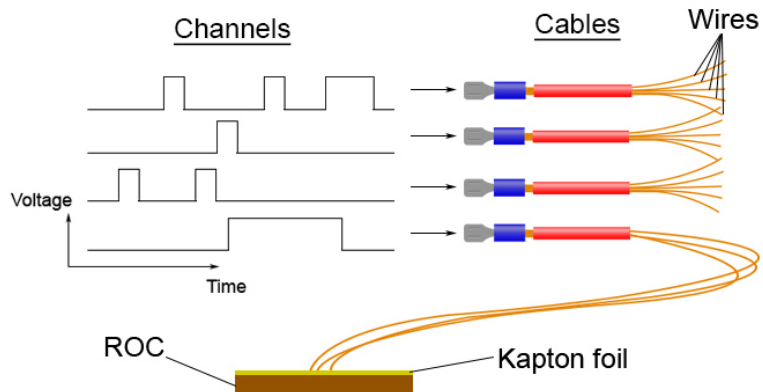 Channels
Cables
Wires
Voltage
Time
ROC
Kapton foil